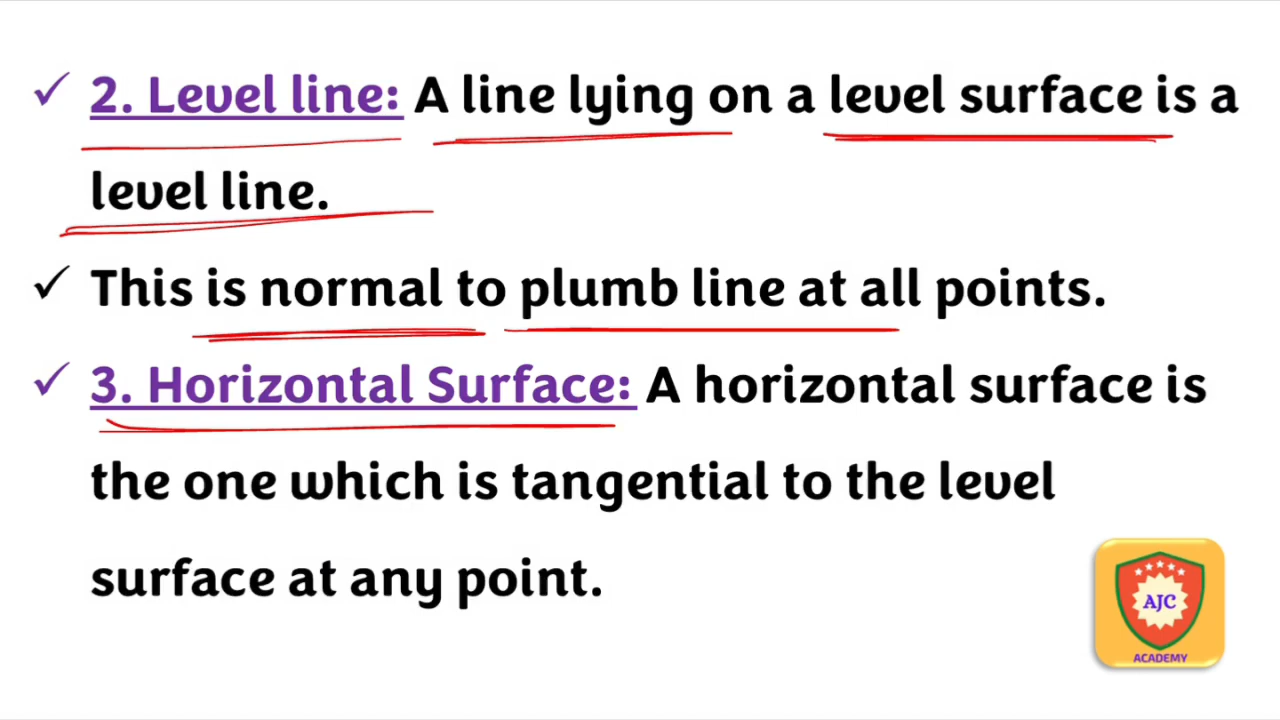 ✓ 2. Level line: A line lying on a level surface is a
level line.
✓ This is normal to plumb line at all points.
✓ 3. Horizontal Surface: A horizontal surface is
the one which is tangential to the level
surface at any point.
AJC
ACADEMY